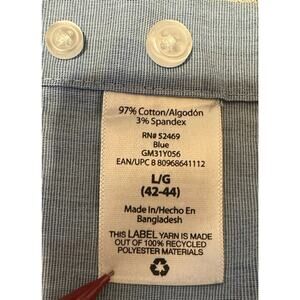 97% Cotton/Algodón
3% Spandex
RN# 52469
Blue
GM31Y056
EAN/UPC 8 80968641112
L/G
(42-44)
Made In/Hecho En
Bangladesh
THIS LABEL YARN IS MADE
OUT OF 100% RECYCLED
POLYESTER MATERIALS